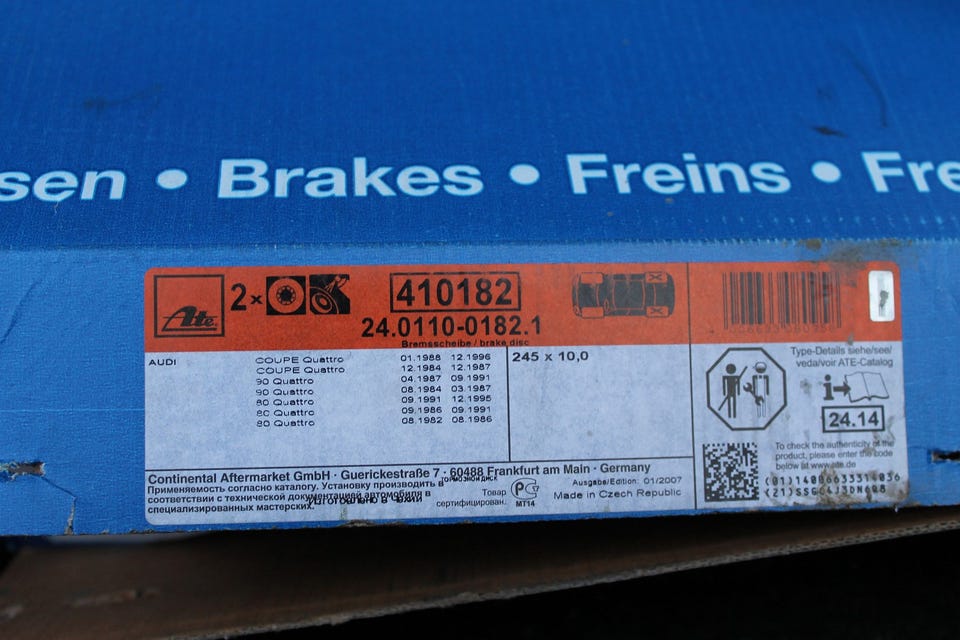 sen • Brakes • Freins • Fre
Ate
2×
410182
24.0110-0182.1
Bremsscheibe / brake disc
AUDI
COUPE Quattro 01.1988 12.1996
COUPE Quattro 12.1984 12.1987
90 Quattro 04.1987 09.1991
90 Quattro 08.1984 03.1987
80 Quattro 09.1991 12.1995
80 Quattro 09.1986 09.1991
80 Quattro 08.1982 08.1986
245 x 10,0
Type-Details siehe/see/
veda/voir ATE-Catalog
24.14
To check the authenticity of the
product, please enter the code
below at www.ate.de
Continental Aftermarket GmbH · Guerickestraße 7 · 60488 Frankfurt am Main · Germany
Применяемость согласно каталогу. Установку производить в
соответствии с технической документацией автомобиля в
специализированных мастерских.
тормозной диск
Изготовлено в Чехии
Товар
сертифицирован.
РСТ
MT14
Ausgabe/Edition: 01/2007
Made in Czech Republic